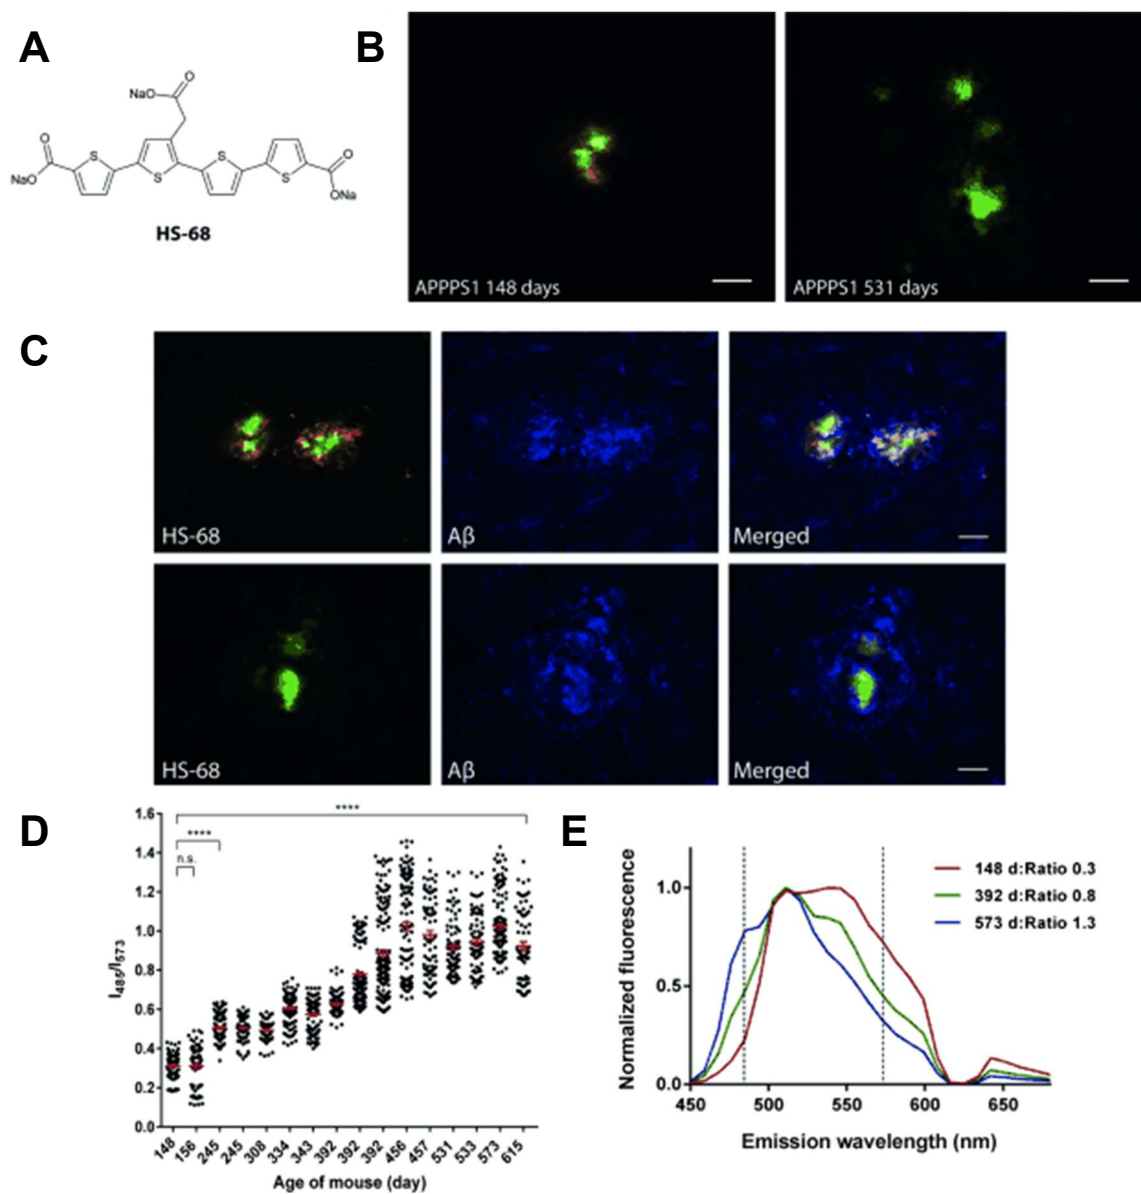 A
B
O
NaO
O
NaO
S
S
S
S
O
ONa
HS-68
APPPS1 148 days
APPPS1 531 days
C
HS-68
Aβ
Merged
HS-68
Aβ
Merged
D
****
****
n.s.
1.6
1.4
1.2
1.0
0.8
0.6
0.4
0.2
0.0
I485/I573
148
156
245
245
308
334
343
392
392
392
456
457
531
533
573
615
Age of mouse (day)
E
148 d:Ratio 0.3
392 d:Ratio 0.8
573 d:Ratio 1.3
Normalized fluorescence
1.0
0.5
0.0
450
500
550
600
650
Emission wavelength (nm)